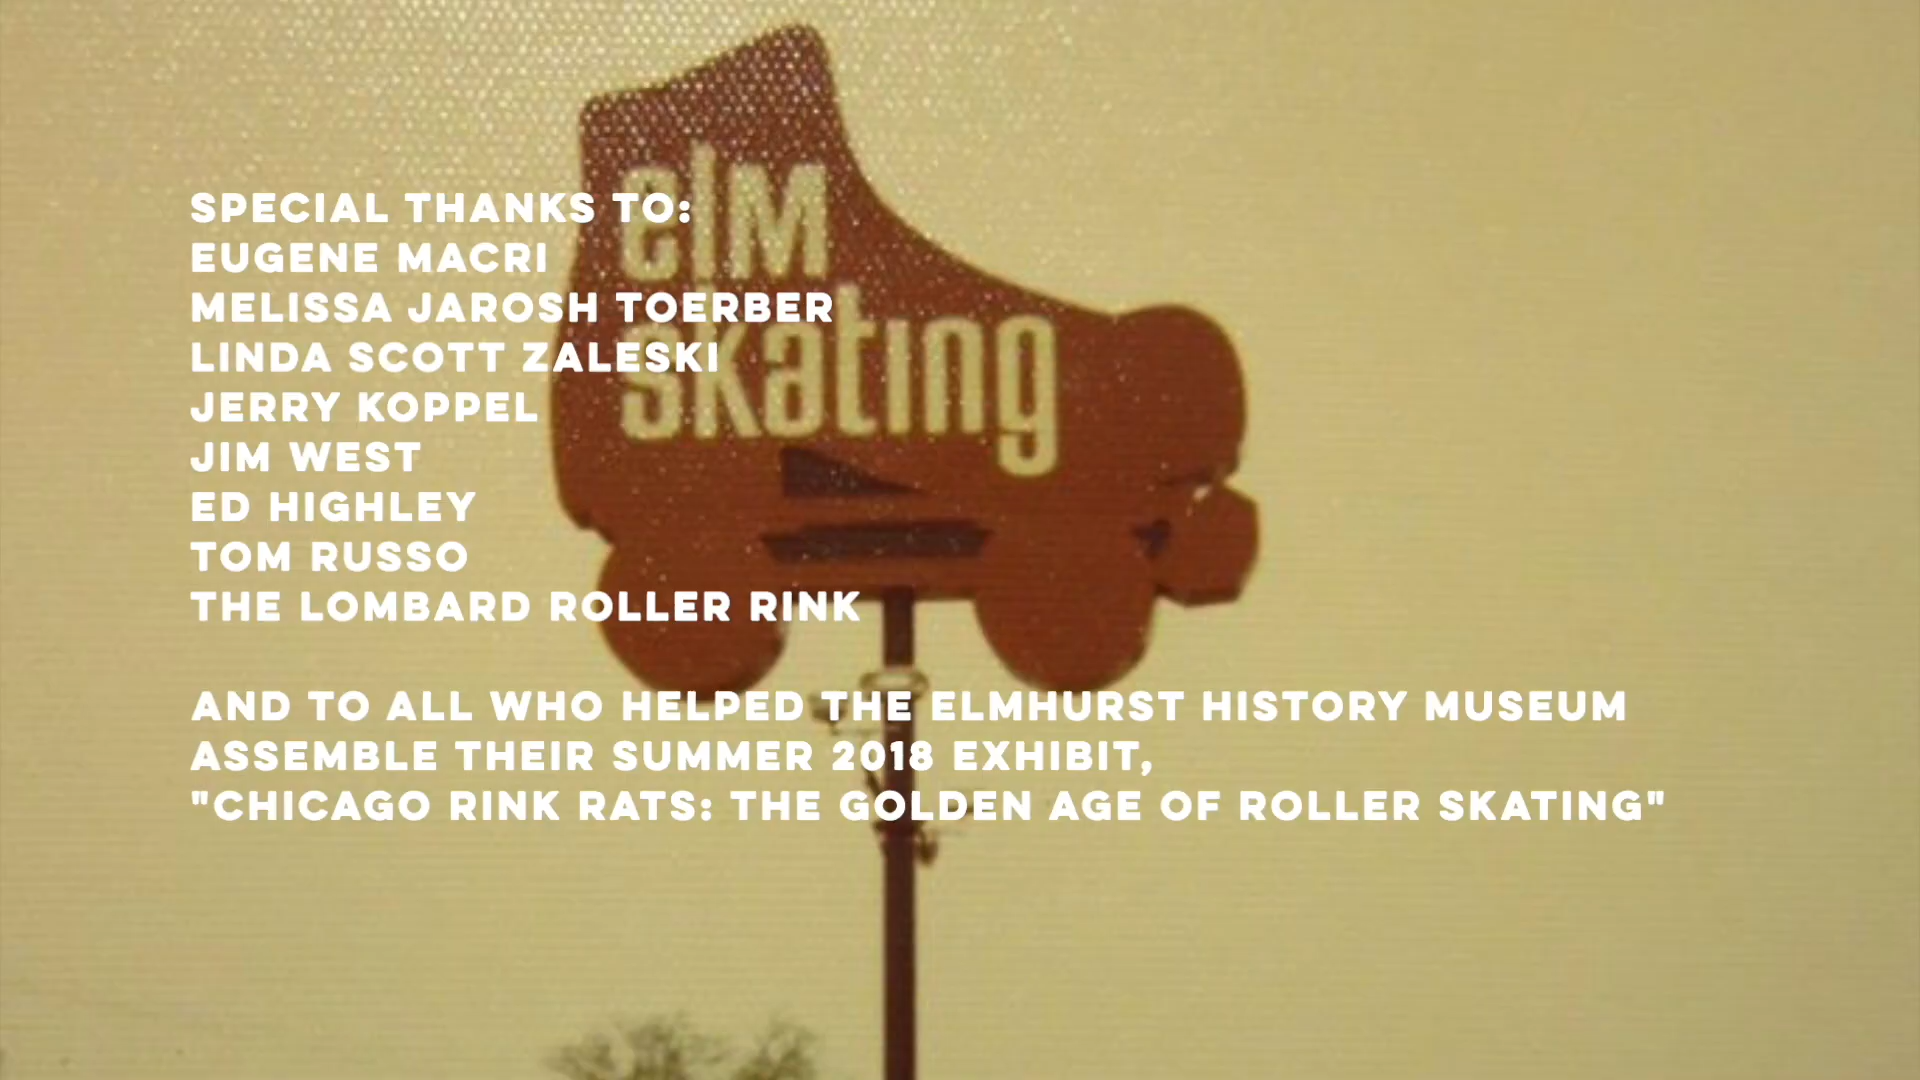 elm
skating
SPECIAL THANKS TO:
EUGENE MACRI
MELISSA JAROSH TOERBER
LINDA SCOTT ZALESKI
JERRY KOPPEL
JIM WEST
ED HIGHLEY
TOM RUSSO
THE LOMBARD ROLLER RINK
AND TO ALL WHO HELPED THE ELMHURST HISTORY MUSEUM
ASSEMBLE THEIR SUMMER 2018 EXHIBIT,
"CHICAGO RINK RATS: THE GOLDEN AGE OF ROLLER SKATING"